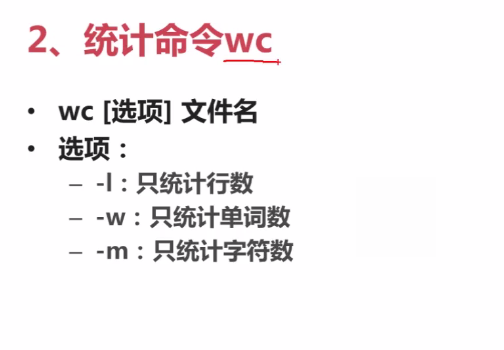 2、统计命令wc
• wc [选项] 文件名
• 选项：
– -l：只统计行数
– -w：只统计单词数
– -m：只统计字符数